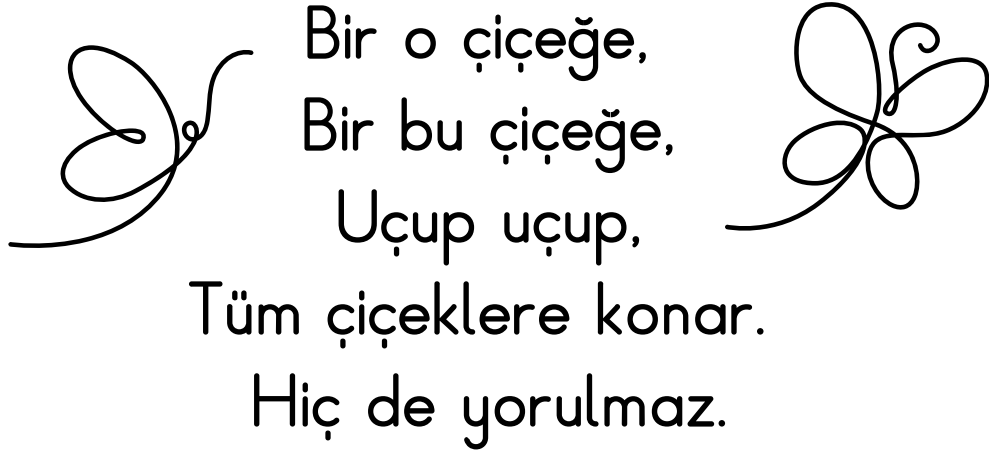 Bir o çiçeğe,
Bir bu çiçeğe,
Uçup uçup,
Tüm çiçeklere konar.
Hiç de yorulmaz.